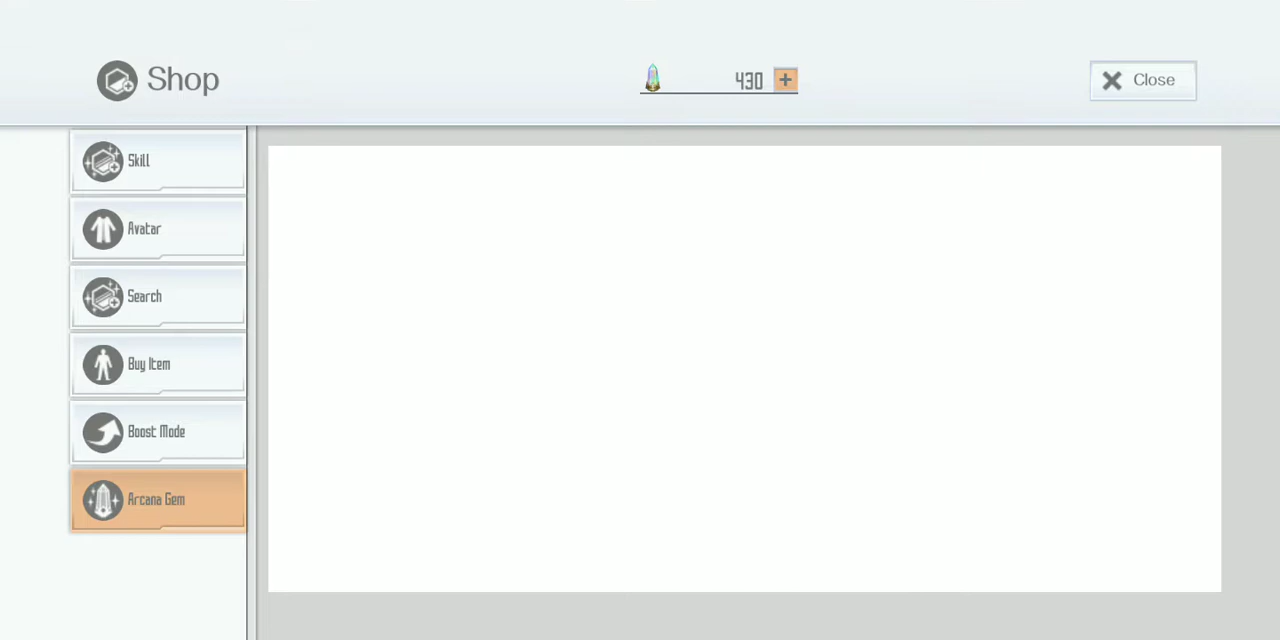 Shop
430
Close
Skill
Avatar
Search
Buy Item
Boost Mode
Arcana Gem